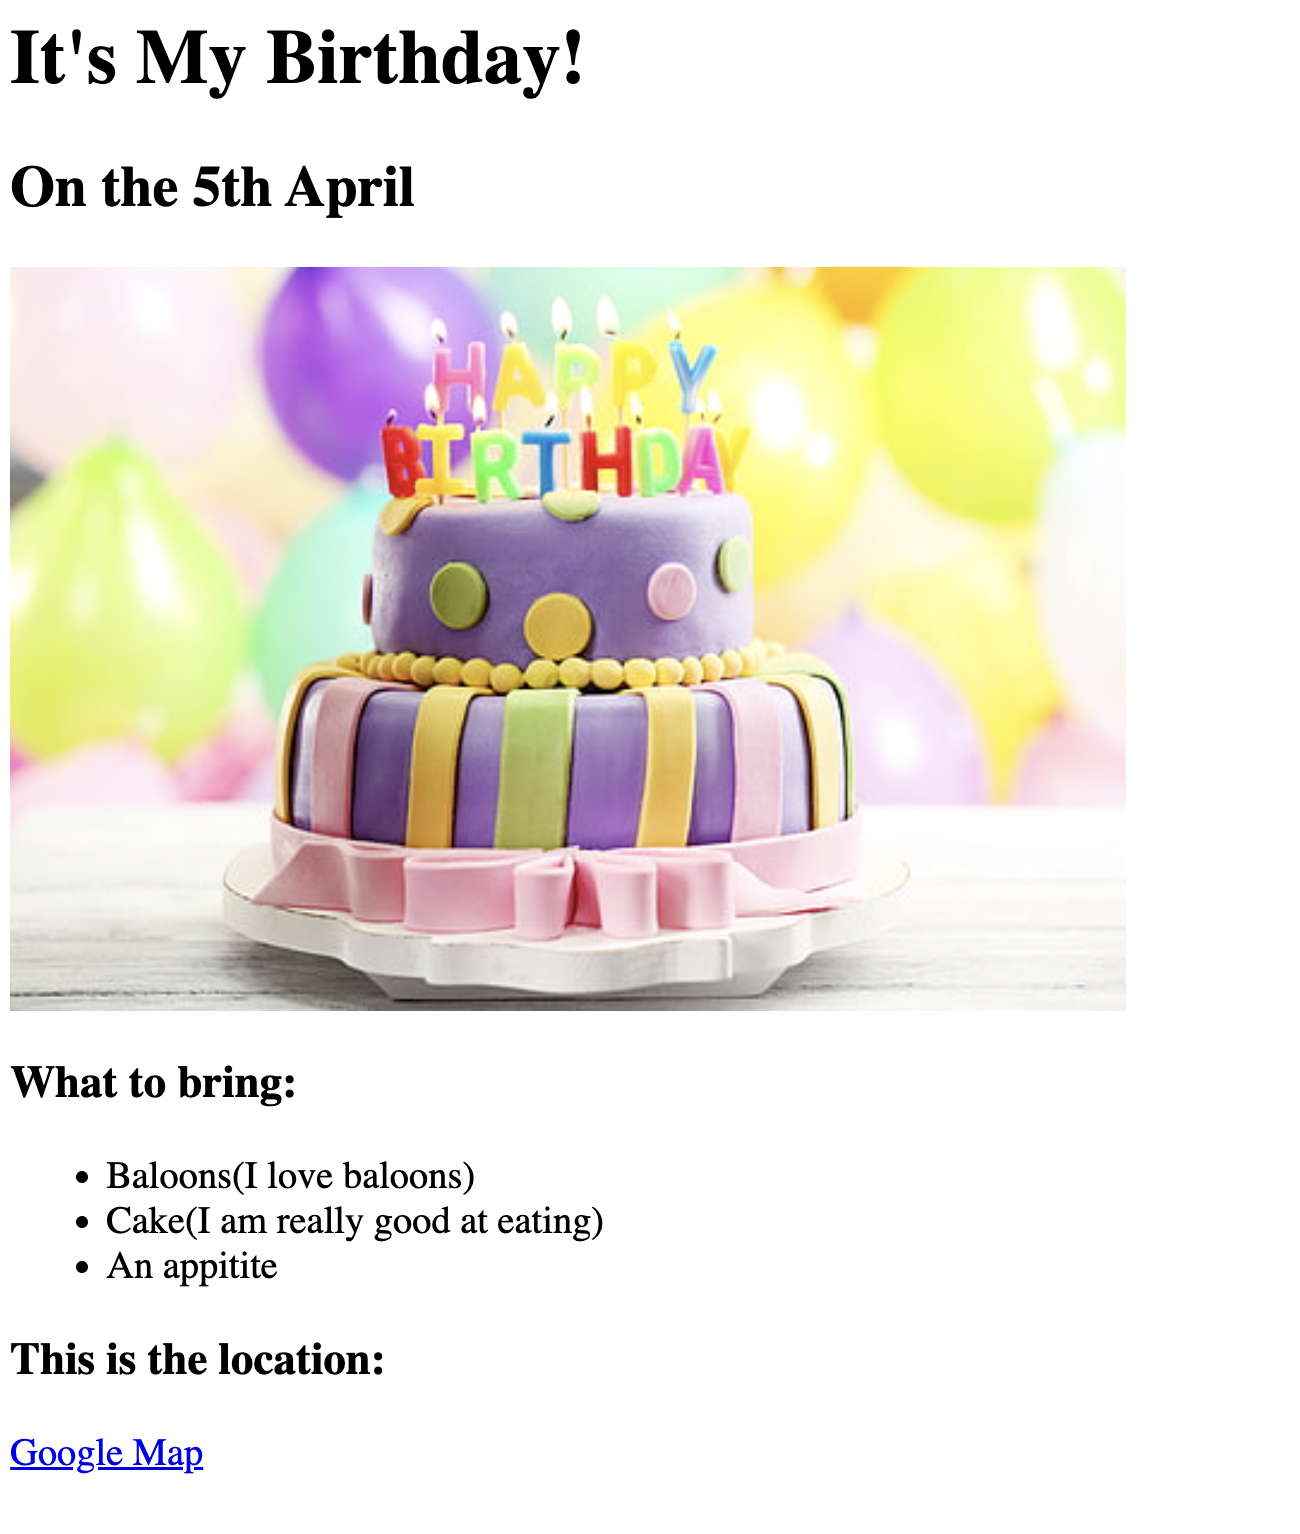 It's My Birthday!
On the 5th April
HAPPY
BIRTHDAY
What to bring:
Baloons(I love baloons)
Cake(I am really good at eating)
An appitite
This is the location:
Google Map